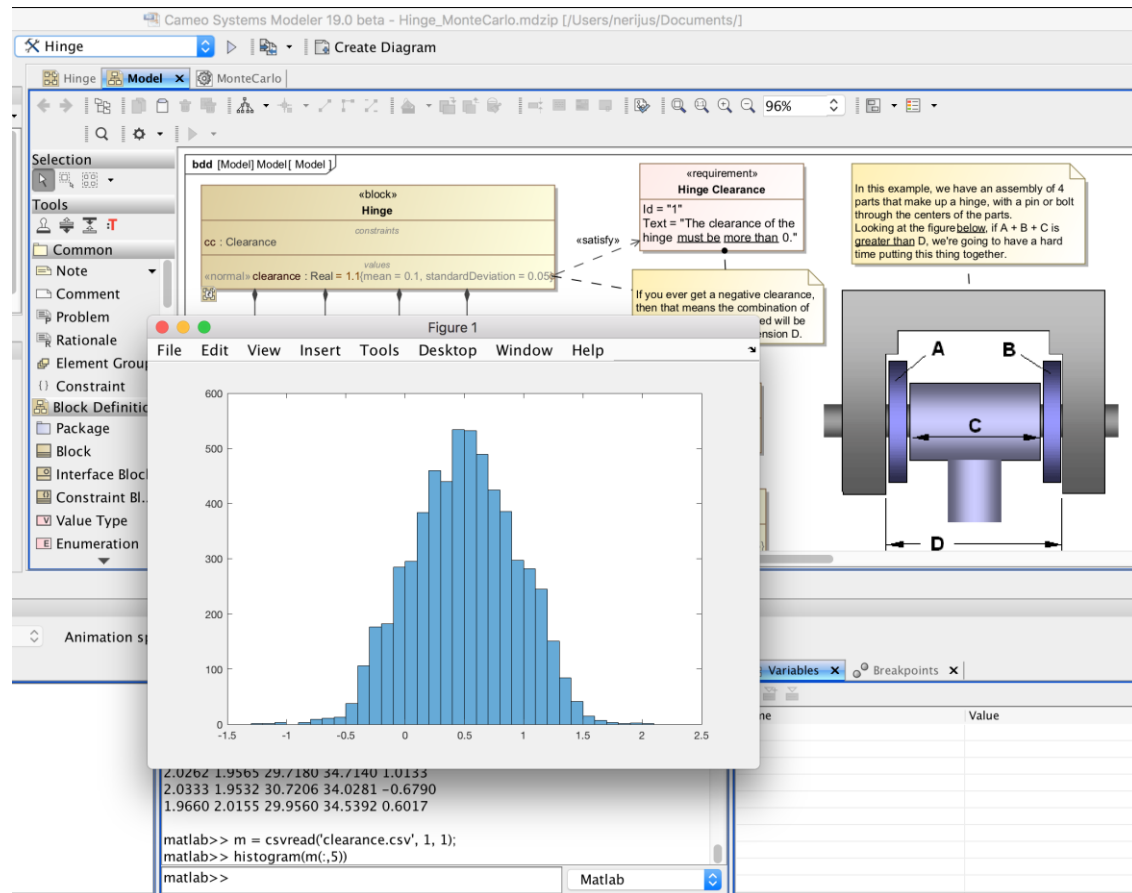 Cameo Systems Modeler 19.0 beta - Hinge_MonteCarlo.mdzip [/Users/nerijus/Documents/]
Hinge
Create Diagram
Hinge
Model
MonteCarlo
96%
Selection
Tools
Common
Note
Comment
Problem
Rationale
Element Group
Constraint
Block Definitio
Package
Block
Interface Block
Constraint Bl...
Value Type
Enumeration
bdd [Model] Model[ Model ]
«block»
Hinge
constraints
cc : Clearance
values
«normal» clearance : Real = 1.1{mean = 0.1, standardDeviation = 0.05}
«satisfy»
«requirement»
Hinge Clearance
Id = "1"
Text = "The clearance of the
hinge must be more than 0."
In this example, we have an assembly of 4
parts that make up a hinge, with a pin or bolt
through the centers of the parts.
Looking at the figure below, if A + B + C is
greater than D, we're going to have a hard
time putting this thing together.
If you ever get a negative clearance,
then that means the combination of
ed will be
ension D.
A
B
C
D
Figure 1
File Edit View Insert Tools Desktop Window Help
600
500
400
300
200
100
0
-1.5 -1 -0.5 0 0.5 1 1.5 2 2.5
Animation sp
Variables
Breakpoints
me
Value
2.0262 1.9565 29.7180 34.7140 1.0133
2.0333 1.9532 30.7206 34.0281 -0.6790
1.9660 2.0155 29.9560 34.5392 0.6017
matlab>> m = csvread('clearance.csv', 1, 1);
matlab>> histogram(m(:,5))
matlab>>
Matlab